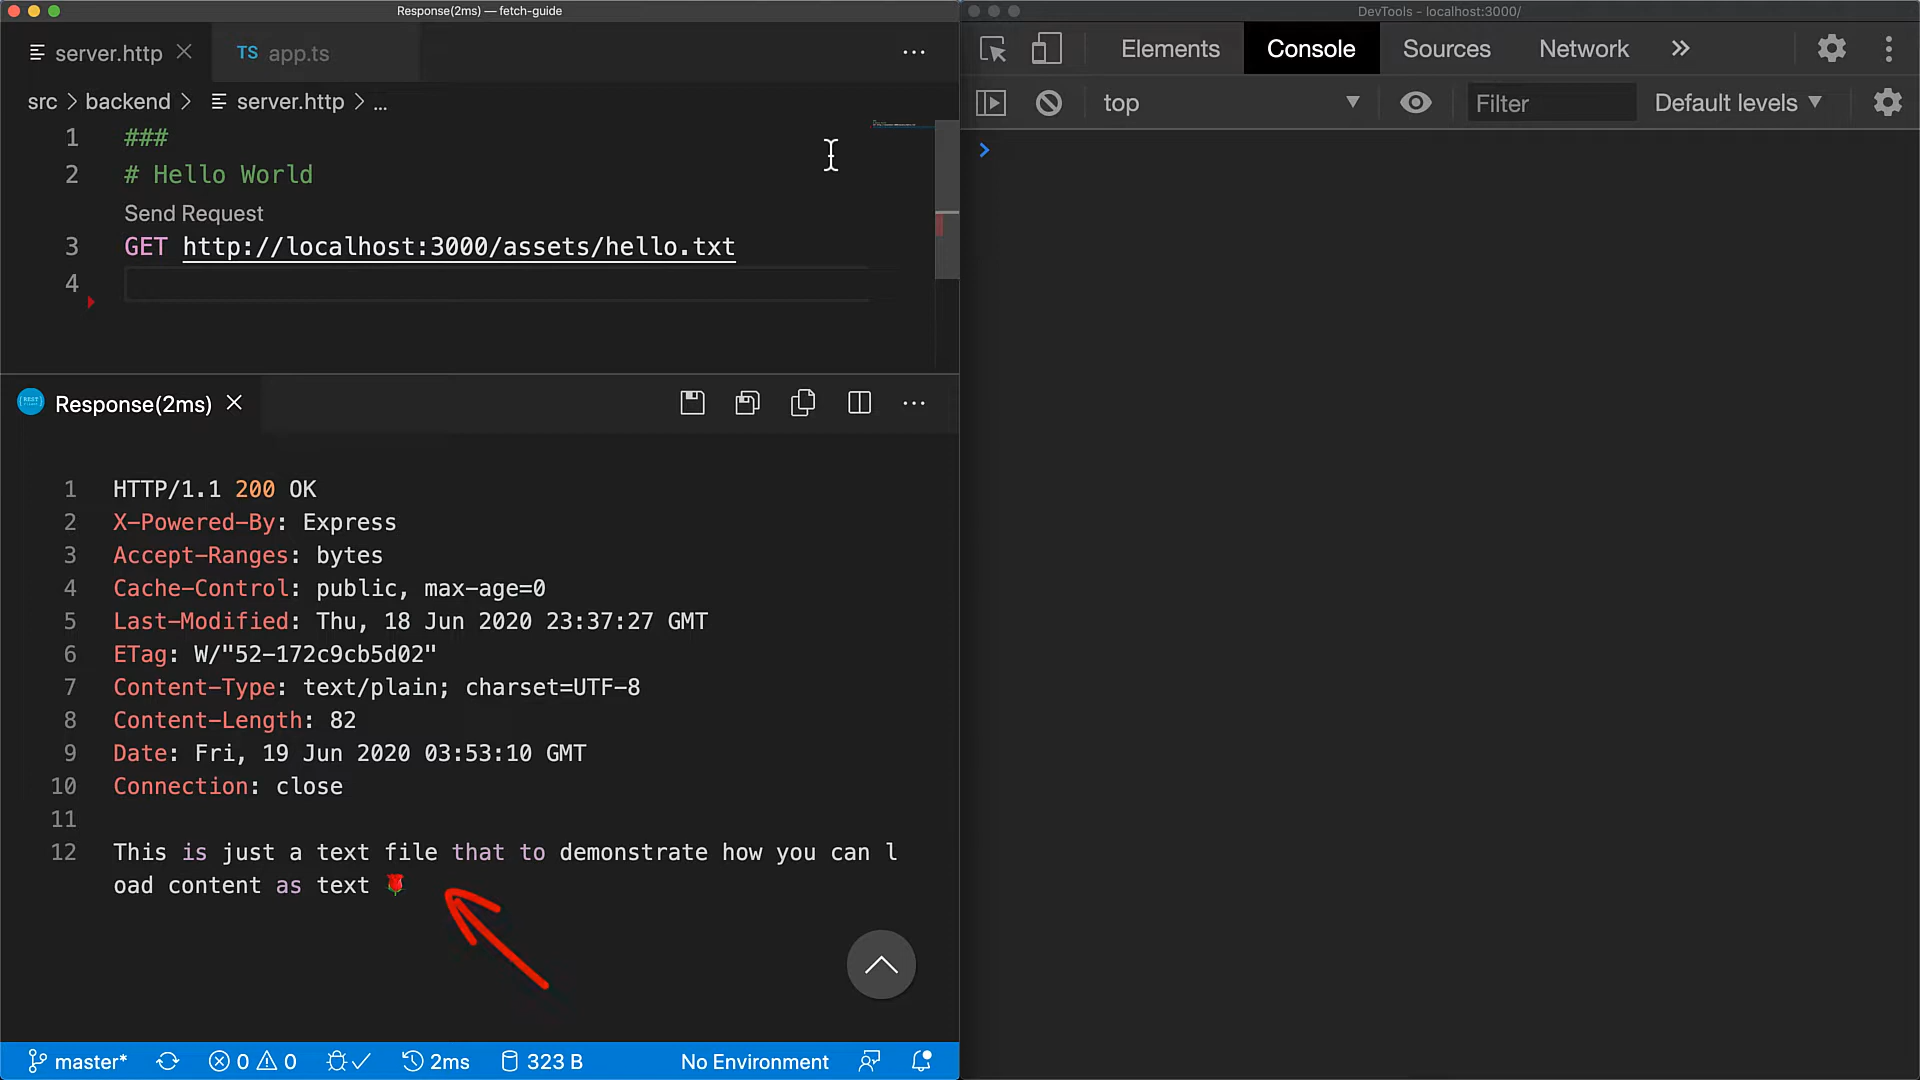 Response(2ms) — fetch-guide
server.http
TS app.ts
src > backend > server.http > ...
1 ###
2 # Hello World
Send Request
3 GET http://localhost:3000/assets/hello.txt
4
Response(2ms)
1 HTTP/1.1 200 OK
2 X-Powered-By: Express
3 Accept-Ranges: bytes
4 Cache-Control: public, max-age=0
5 Last-Modified: Thu, 18 Jun 2020 23:37:27 GMT
6 ETag: W/"52-172c9cb5d02"
7 Content-Type: text/plain; charset=UTF-8
8 Content-Length: 82
9 Date: Fri, 19 Jun 2020 03:53:10 GMT
10 Connection: close
11
12 This is just a text file that to demonstrate how you can l
oad content as text 🌹
master* 0 0 2ms 323 B No Environment
DevTools - localhost:3000/
Elements Console Sources Network »
top Filter Default levels
>